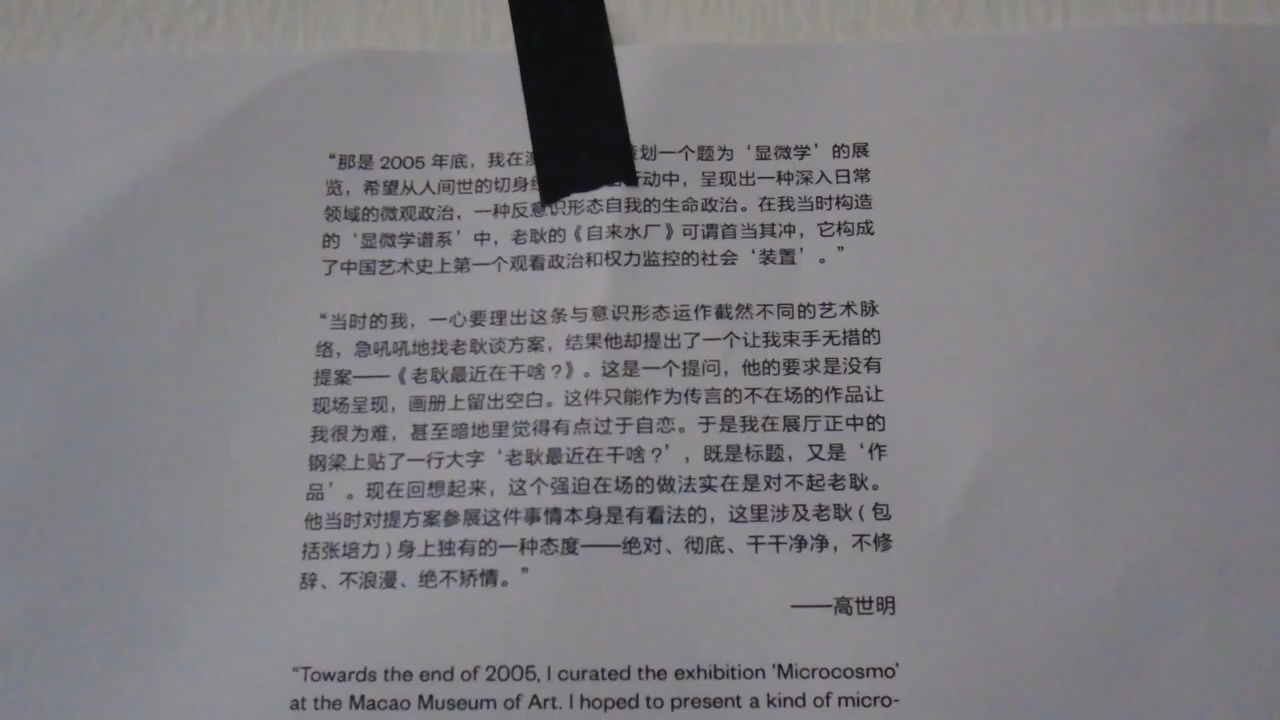 “那是 2005 年底，我在 划一个题为‘显微学’的展
览，希望从人间世的切身 动中，呈现出一种深入日常
领域的微观政治，一种反意识形态自我的生命政治。在我当时构造
的‘显微学谱系’中，老耿的《自来水厂》可谓首当其冲，它构成
了中国艺术史上第一个观看政治和权力监控的社会‘装置’。”
“当时的我，一心要理出这条与意识形态运作截然不同的艺术脉
络，急吼吼地找老耿谈方案，结果他却提出了一个让我束手无措的
提案——《老耿最近在干啥？》。这是一个提问，他的要求是没有
现场呈现，画册上留出空白。这件只能作为传言的不在场的作品让
我很为难，甚至暗地里觉得有点过于自恋。于是我在展厅正中的
钢梁上贴了一行大字‘老耿最近在干啥？’，既是标题，又是‘作
品’。现在回想起来，这个强迫在场的做法实在是对不起老耿。
他当时对提方案参展这件事情本身是有看法的，这里涉及老耿（包
括张培力）身上独有的一种态度——绝对、彻底、干干净净，不修
辞、不浪漫、绝不矫情。”
——高世明
“Towards the end of 2005, I curated the exhibition 'Microcosmo'
at the Macao Museum of Art. I hoped to present a kind of micro-